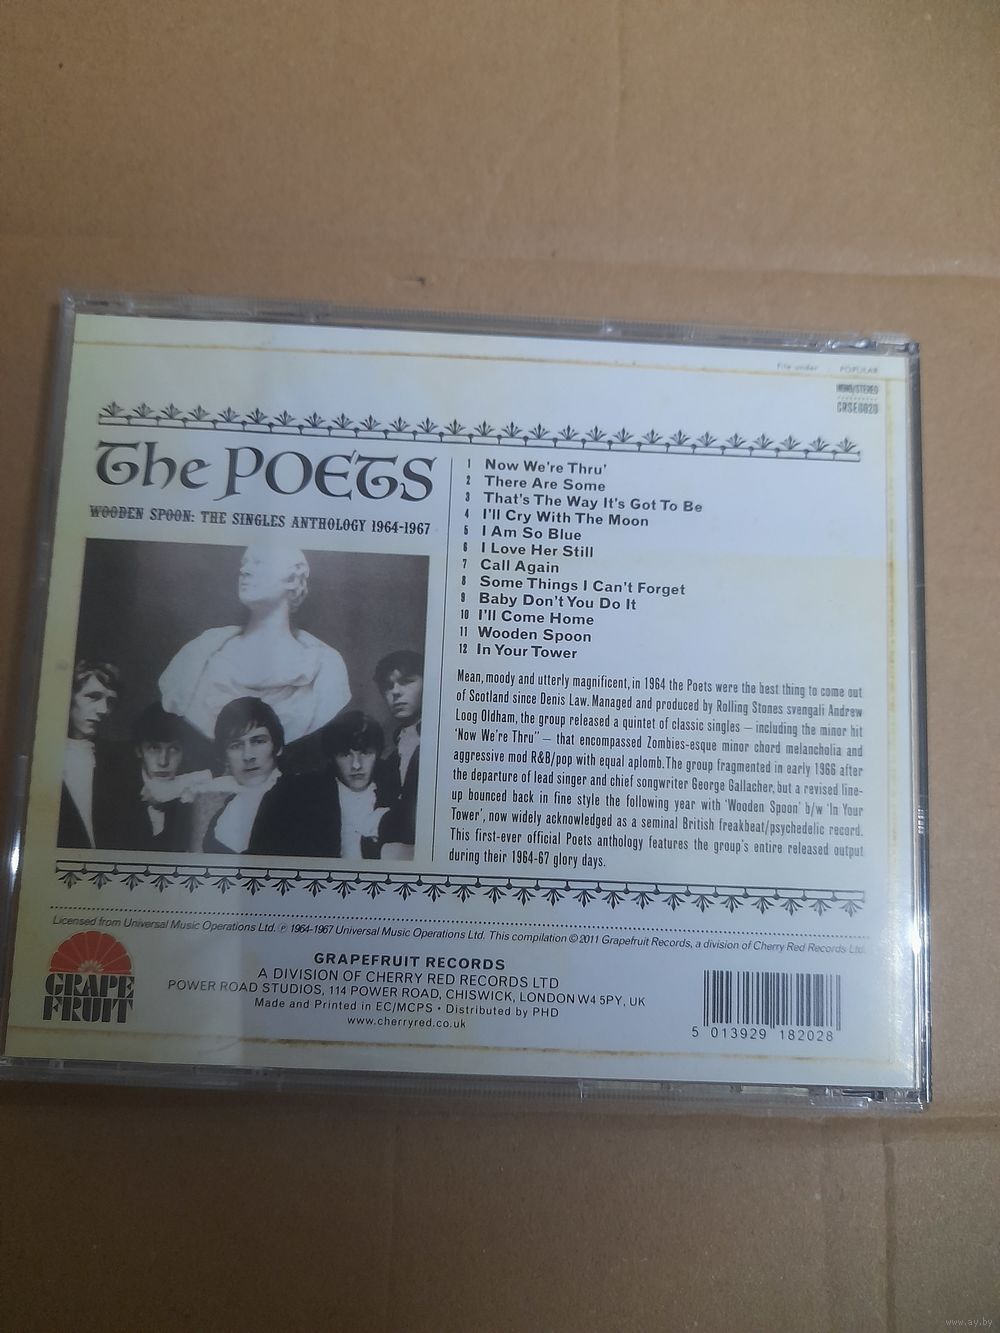 File under POPULAR
MONO/STEREO
CRSEG020
The POETS
WOODEN SPOON: THE SINGLES ANTHOLOGY 1964-1967
1 Now We're Thru'
2 There Are Some
3 That's The Way It's Got To Be
4 I'll Cry With The Moon
5 I Am So Blue
6 I Love Her Still
7 Call Again
8 Some Things I Can't Forget
9 Baby Don't You Do It
10 I'll Come Home
11 Wooden Spoon
12 In Your Tower
Mean, moody and utterly magnificent, in 1964 the Poets were the best thing to come out
of Scotland since Denis Law. Managed and produced by Rolling Stones svengali Andrew
Loog Oldham, the group released a quintet of classic singles – including the minor hit
'Now We're Thru" – that encompassed Zombies-esque minor chord melancholia and
aggressive mod R&B/pop with equal aplomb. The group fragmented in early 1966 after
the departure of lead singer and chief songwriter George Gallacher, but a revised line-
up bounced back in fine style the following year with 'Wooden Spoon' b/w 'In Your
Tower', now widely acknowledged as a seminal British freakbeat/psychedelic record.
This first-ever official Poets anthology features the group's entire released output
during their 1964-67 glory days.
Licensed from Universal Music Operations Ltd. ℗ 1964-1967 Universal Music Operations Ltd. This compilation © 2011 Grapefruit Records, a division of Cherry Red Records Ltd.
GRAPE
FRUIT
GRAPEFRUIT RECORDS
A DIVISION OF CHERRY RED RECORDS LTD
POWER ROAD STUDIOS, 114 POWER ROAD, CHISWICK, LONDON W4 5PY, UK
Made and Printed in EC/MCPS • Distributed by PHD
www.cherryred.co.uk
5 013929 182028
www.ay.by